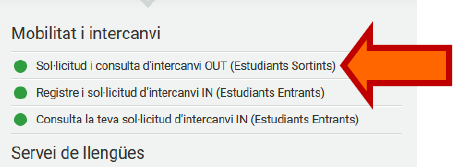 Mobilitat i intercanvi
Sol·licitud i consulta d'intercanvi OUT (Estudiants Sortints)
Registre i sol·licitud d'intercanvi IN (Estudiants Entrants)
Consulta la teva sol·licitud d'intercanvi IN (Estudiants Entrants)
Servei de llengües